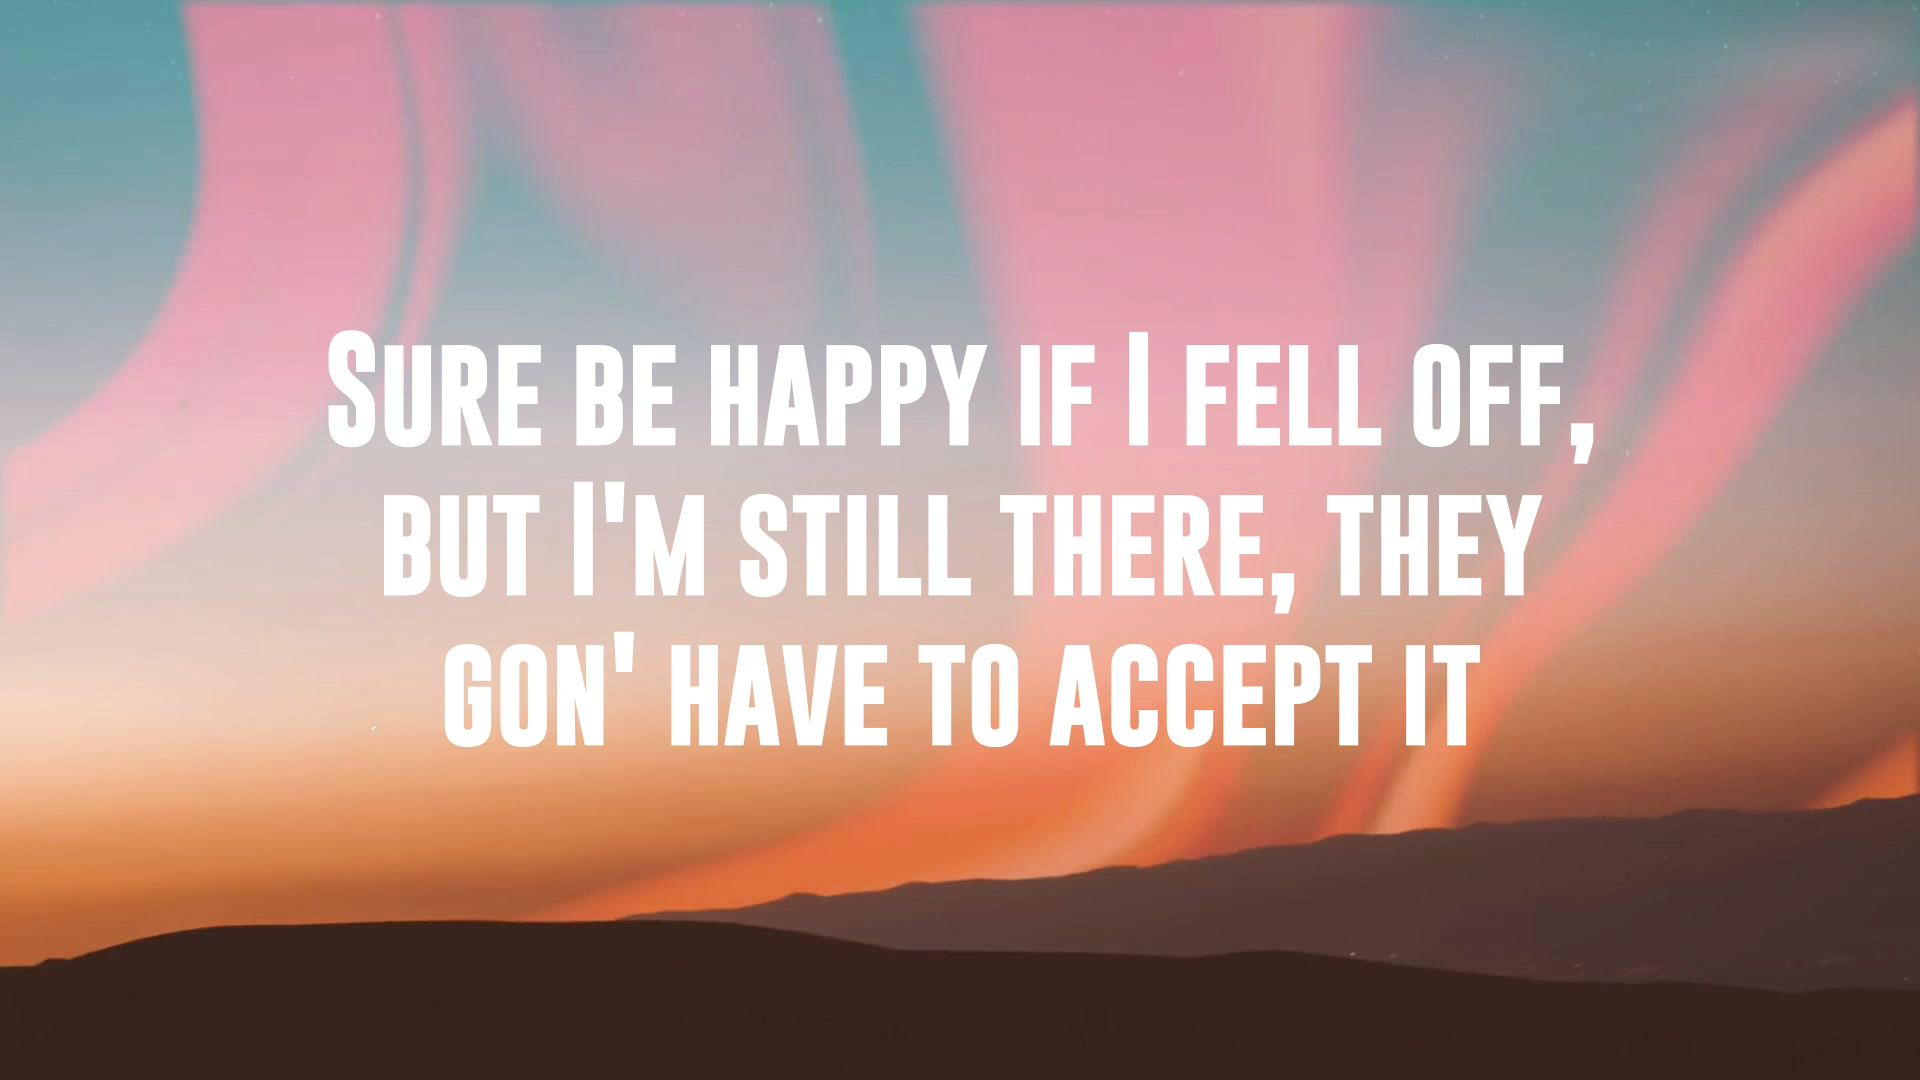 Sure be happy if I fell off,
but I'm still there, they
gon' have to accept it